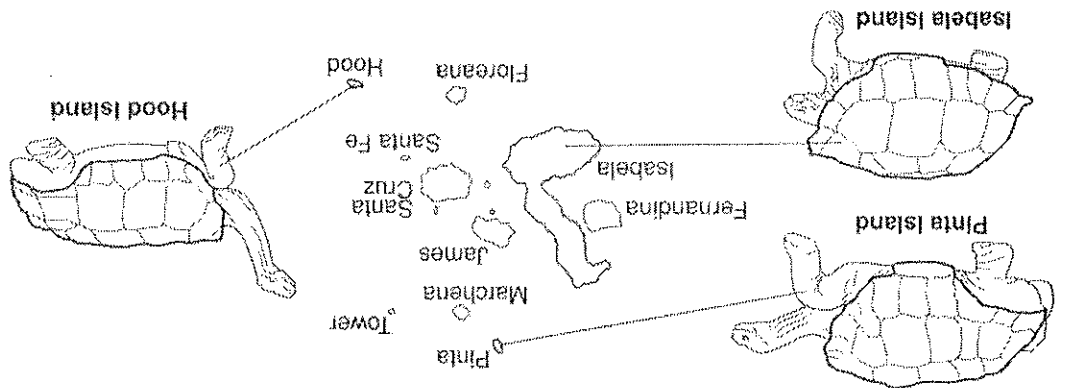 Pinta
Tower
Marchena
Pinta Island
James
Fernandina
Santa
Cruz
Isabela
Santa Fe
Hood Island
Floreana
Hood
Isabela Island